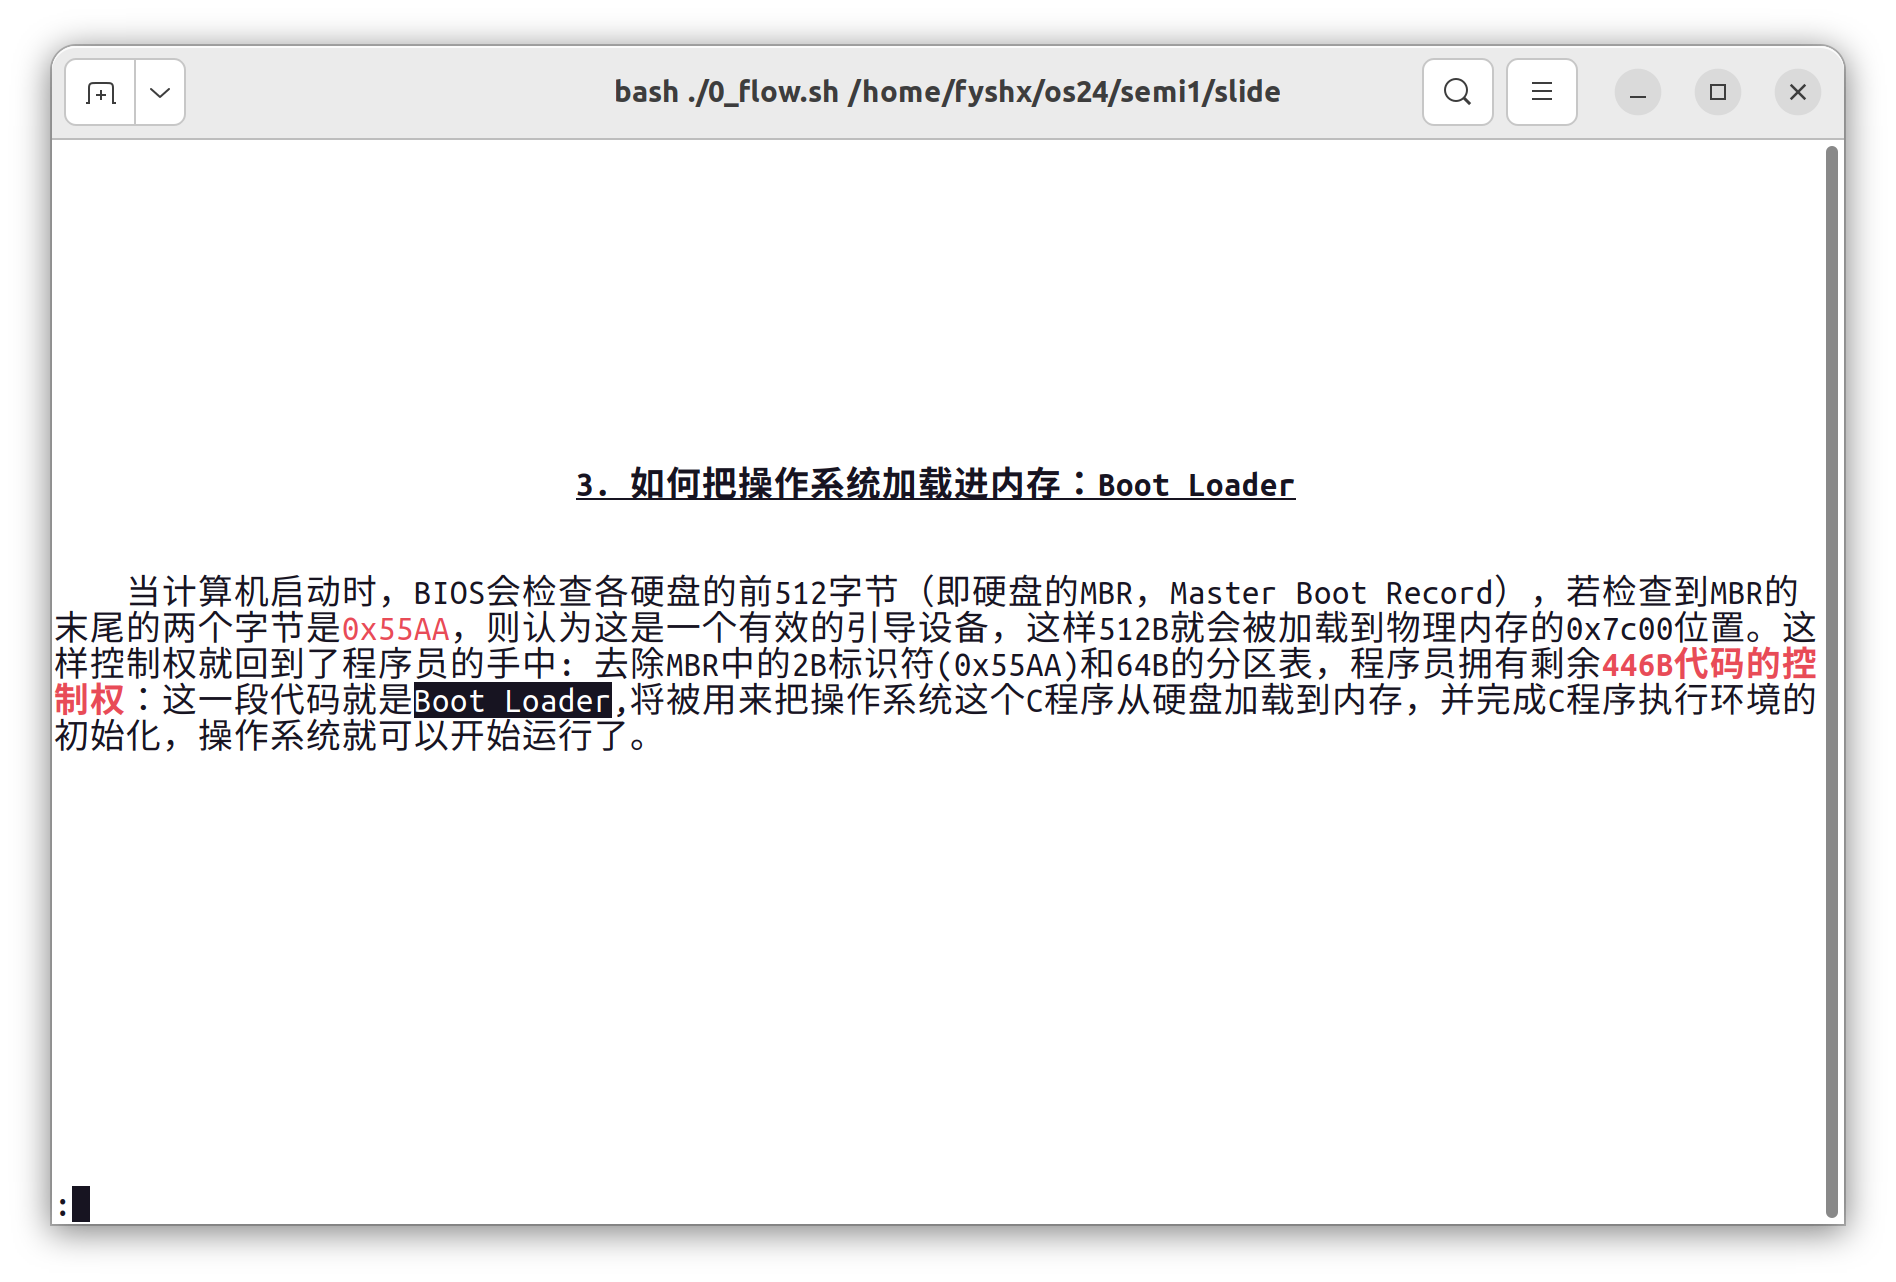 bash ./0_flow.sh /home/fyshx/os24/semi1/slide
3. 如何把操作系统加载进内存：Boot Loader
当计算机启动时，BIOS会检查各硬盘的前512字节（即硬盘的MBR，Master Boot Record），若检查到MBR的
末尾的两个字节是0x55AA，则认为这是一个有效的引导设备，这样512B就会被加载到物理内存的0x7c00位置。这
样控制权就回到了程序员的手中：去除MBR中的2B标识符(0x55AA)和64B的分区表，程序员拥有剩余446B代码的控
制权：这一段代码就是Boot Loader,将被用来把操作系统这个C程序从硬盘加载到内存，并完成C程序执行环境的
初始化，操作系统就可以开始运行了。
: